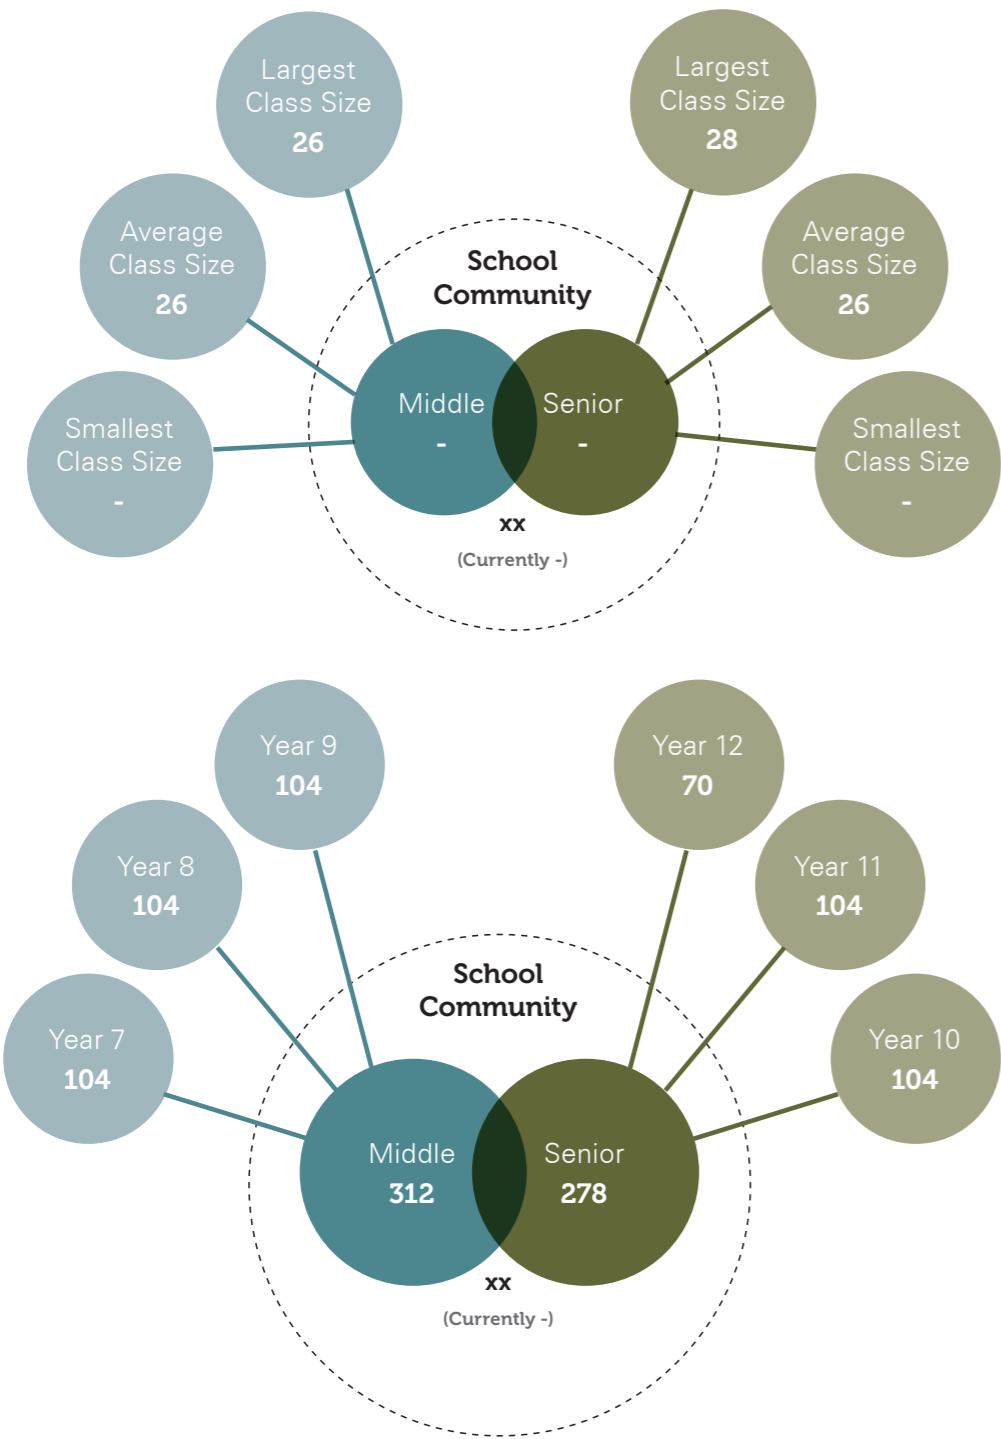 Largest
Class Size
26
Largest
Class Size
28
Average
Class Size
26
Average
Class Size
26
School
Community
Smallest
Class Size
-
Middle
-
Senior
-
Smallest
Class Size
-
xx
(Currently -)
Year 9
104
Year 12
70
Year 8
104
Year 11
104
School
Community
Year 7
104
Year 10
104
Middle
312
Senior
278
xx
(Currently -)